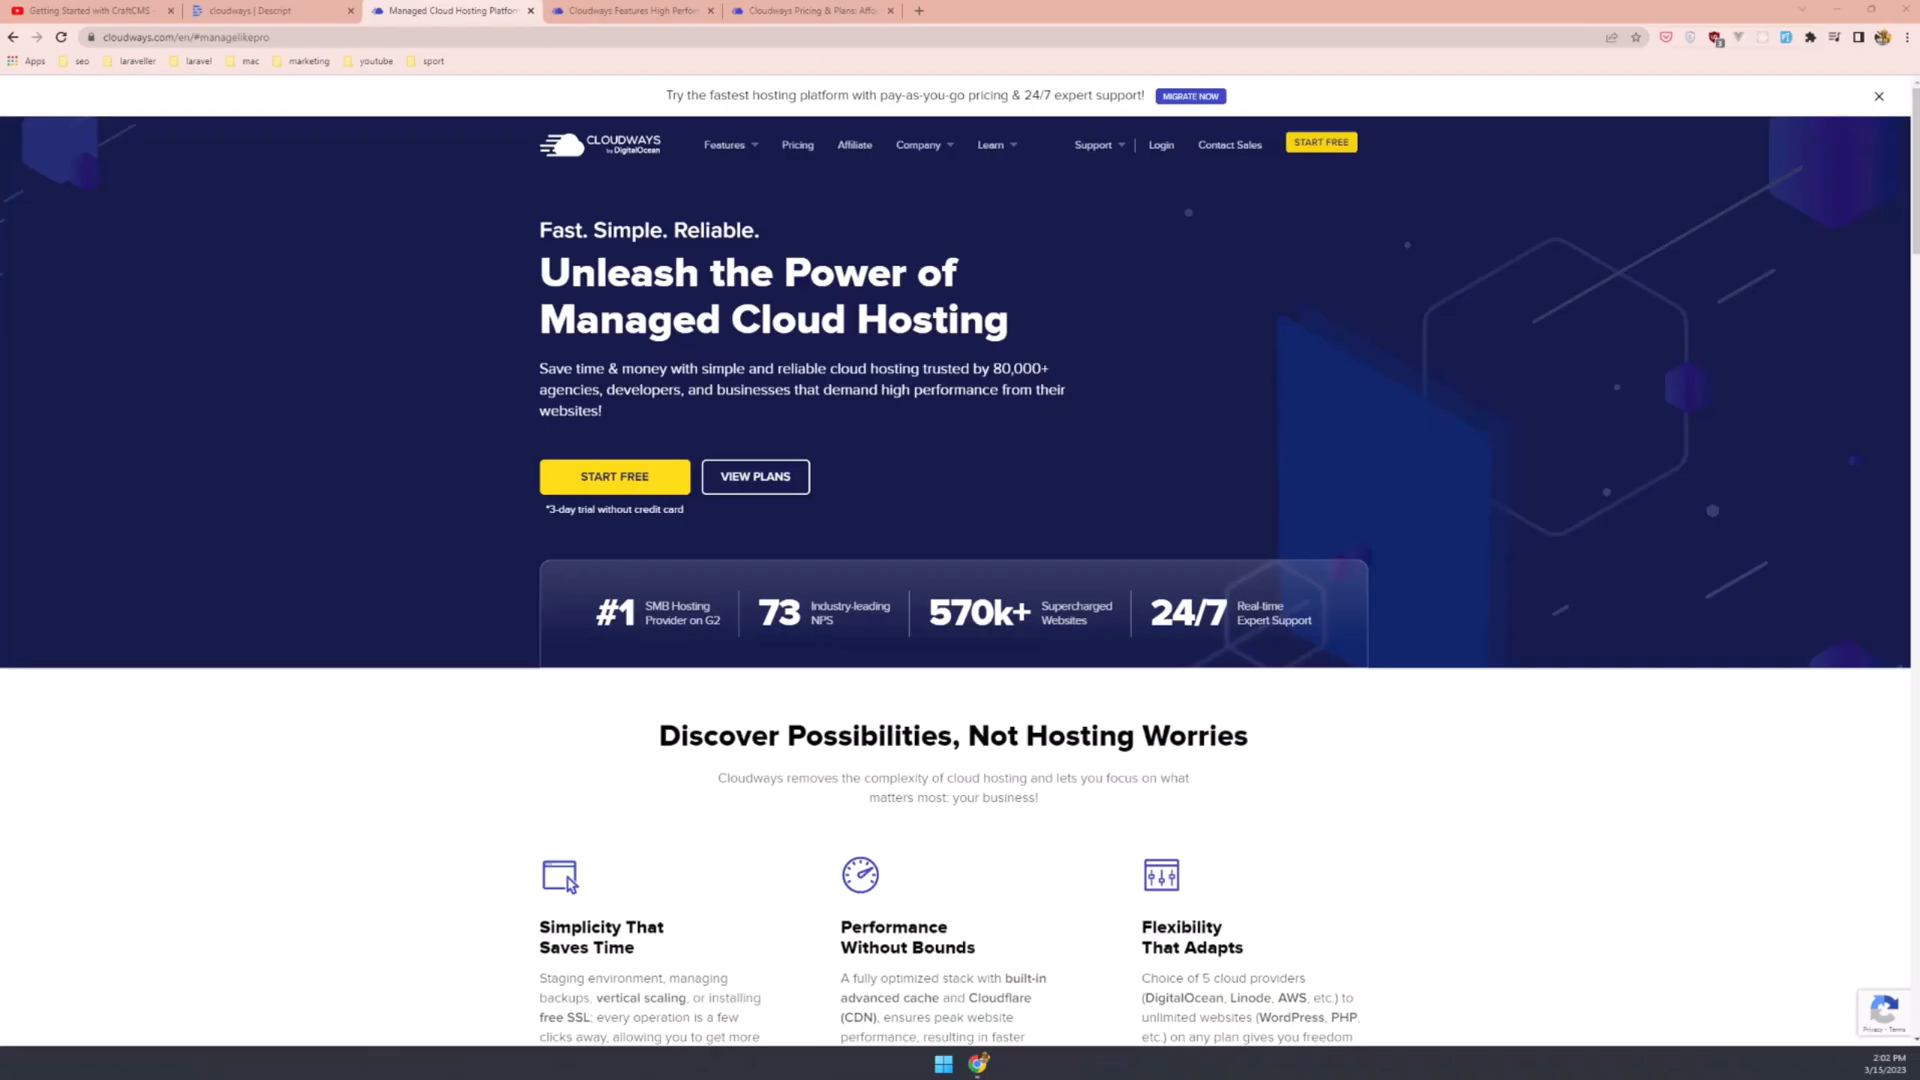 Getting Started with CraftCMS
cloudways | Descript
Managed Cloud Hosting Platfor
Cloudways Features High Perfor
Cloudways Pricing & Plans: Affo
cloudways.com/en/#managelikepro
Apps
seo
laraveller
laravel
mac
marketing
youtube
sport
Try the fastest hosting platform with pay-as-you-go pricing & 24/7 expert support!
MIGRATE NOW
CLOUDWAYS
by DigitalOcean
Features
Pricing
Affiliate
Company
Learn
Support
Login
Contact Sales
START FREE
Fast. Simple. Reliable.
Unleash the Power of
Managed Cloud Hosting
Save time & money with simple and reliable cloud hosting trusted by 80,000+
agencies, developers, and businesses that demand high performance from their
websites!
START FREE
VIEW PLANS
*3-day trial without credit card
#1
SMB Hosting
Provider on G2
73
Industry-leading
NPS
570k+
Supercharged
Websites
24/7
Real-time
Expert Support
Discover Possibilities, Not Hosting Worries
Cloudways removes the complexity of cloud hosting and lets you focus on what
matters most: your business!
Simplicity That
Saves Time
Staging environment, managing
backups, vertical scaling, or installing
free SSL; every operation is a few
clicks away, allowing you to get more
Performance
Without Bounds
A fully optimized stack with built-in
advanced cache and Cloudflare
(CDN), ensures peak website
performance, resulting in faster
Flexibility
That Adapts
Choice of 5 cloud providers
(DigitalOcean, Linode, AWS, etc.) to
unlimited websites (WordPress, PHP,
etc.) on any plan gives you freedom
Privacy - Terms
2:02 PM
3/15/2023